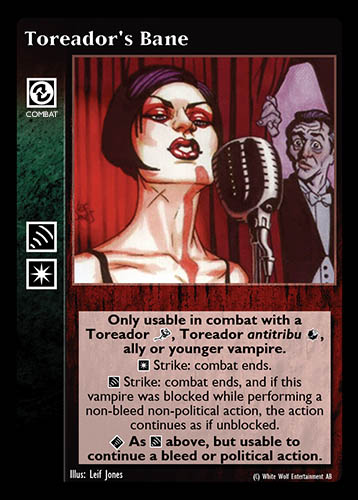 Toreador's Bane
COMBAT
Only usable in combat with a
Toreador , Toreador antitribu ,
ally or younger vampire.
Strike: combat ends.
Strike: combat ends, and if this
vampire was blocked while performing a
non-bleed non-political action, the action
continues as if unblocked.
As above, but usable to
continue a bleed or political action.
Illus: Leif Jones
(C) White Wolf Entertainment AB